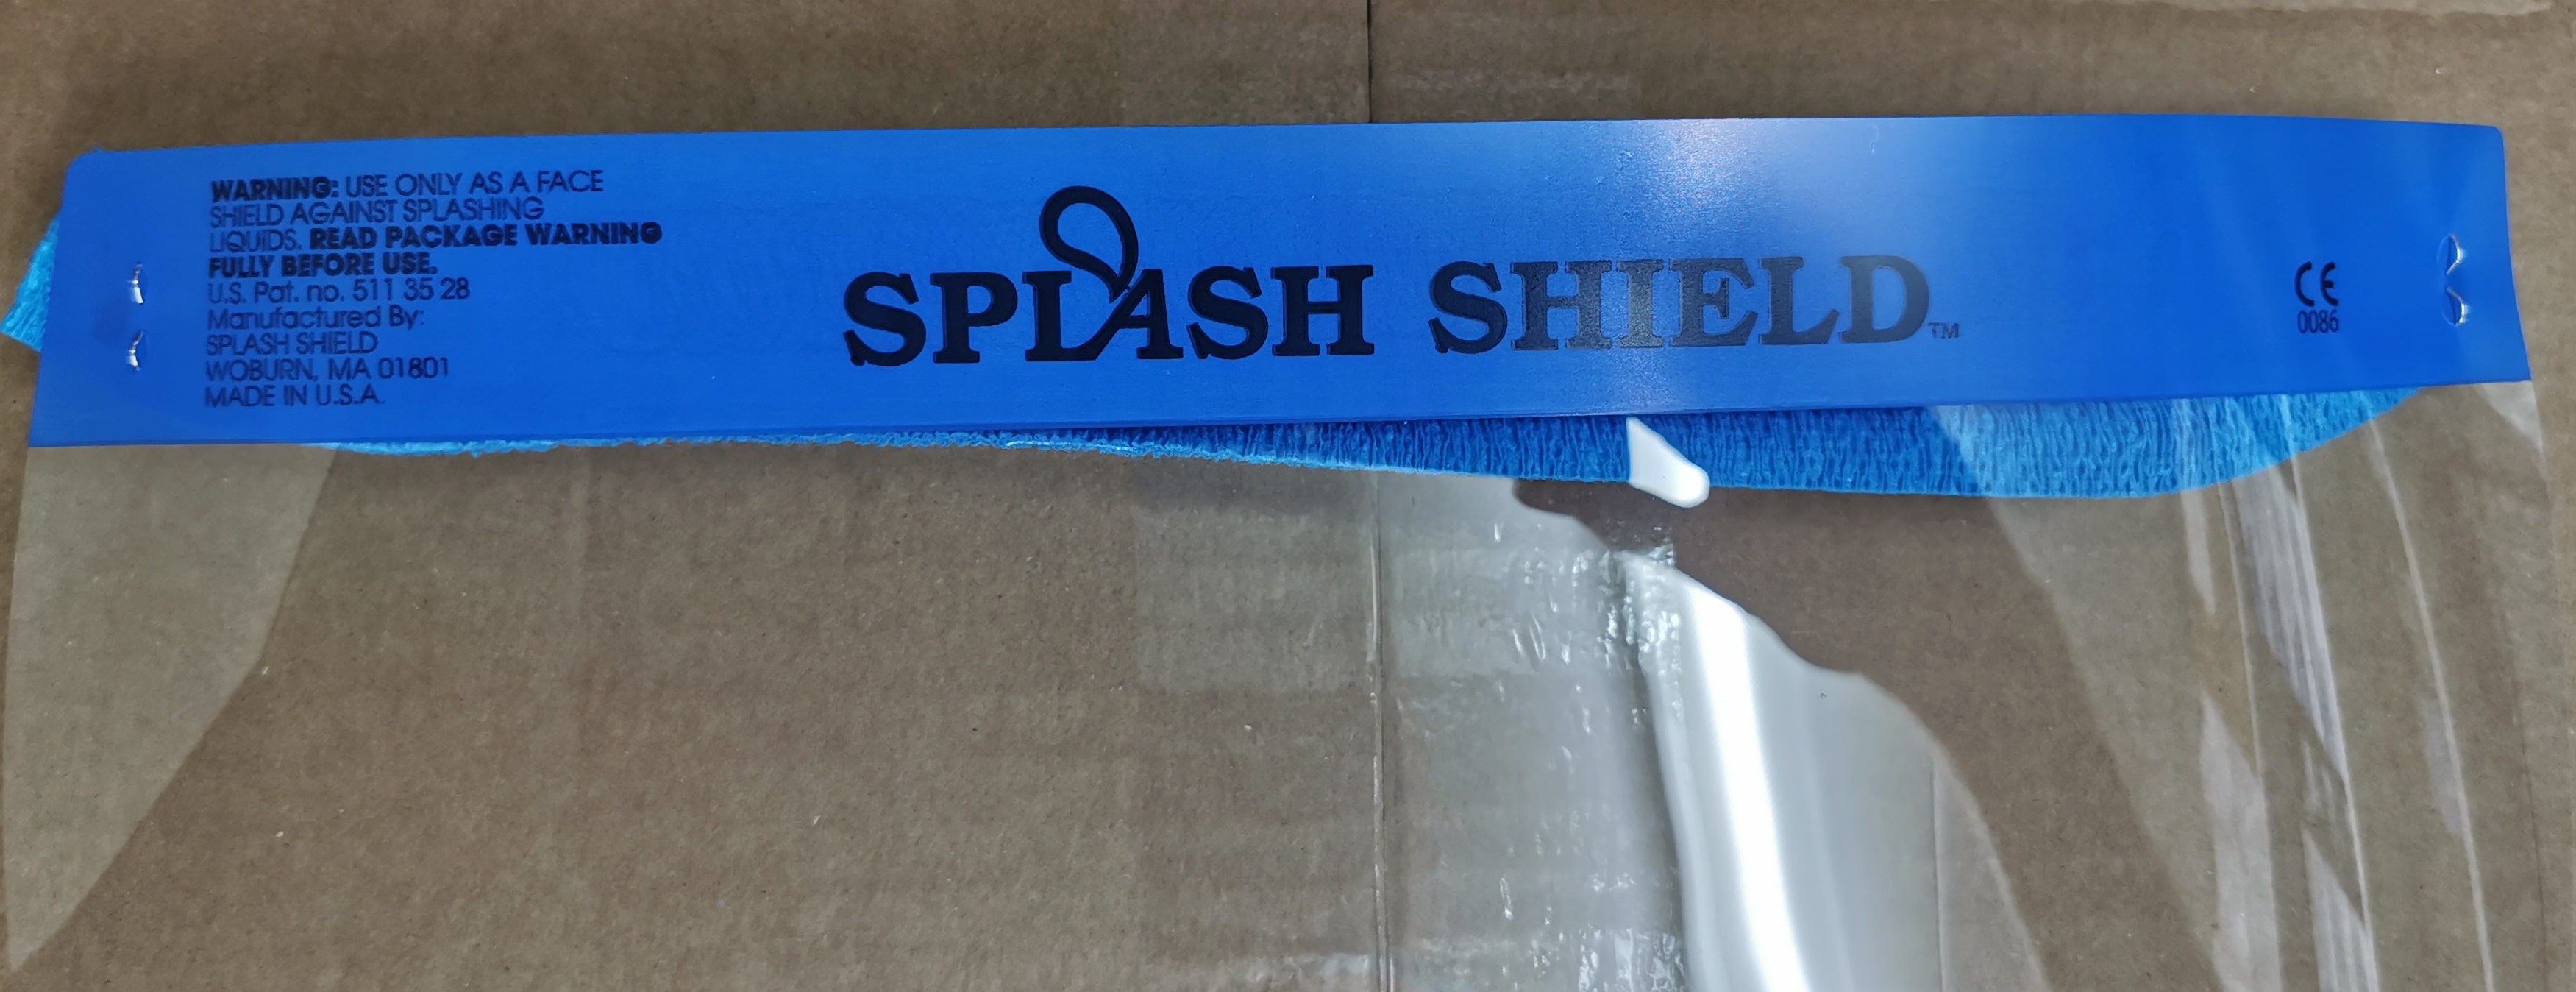 WARNING: USE ONLY AS A FACE
SHIELD AGAINST SPLASHING
LIQUIDS. READ PACKAGE WARNING
FULLY BEFORE USE.
U.S. Pat. no. 511 35 28
Manufactured By:
SPLASH SHIELD
WOBURN, MA 01801
MADE IN U.S.A.
SPLASH SHIELD™
CE
0086